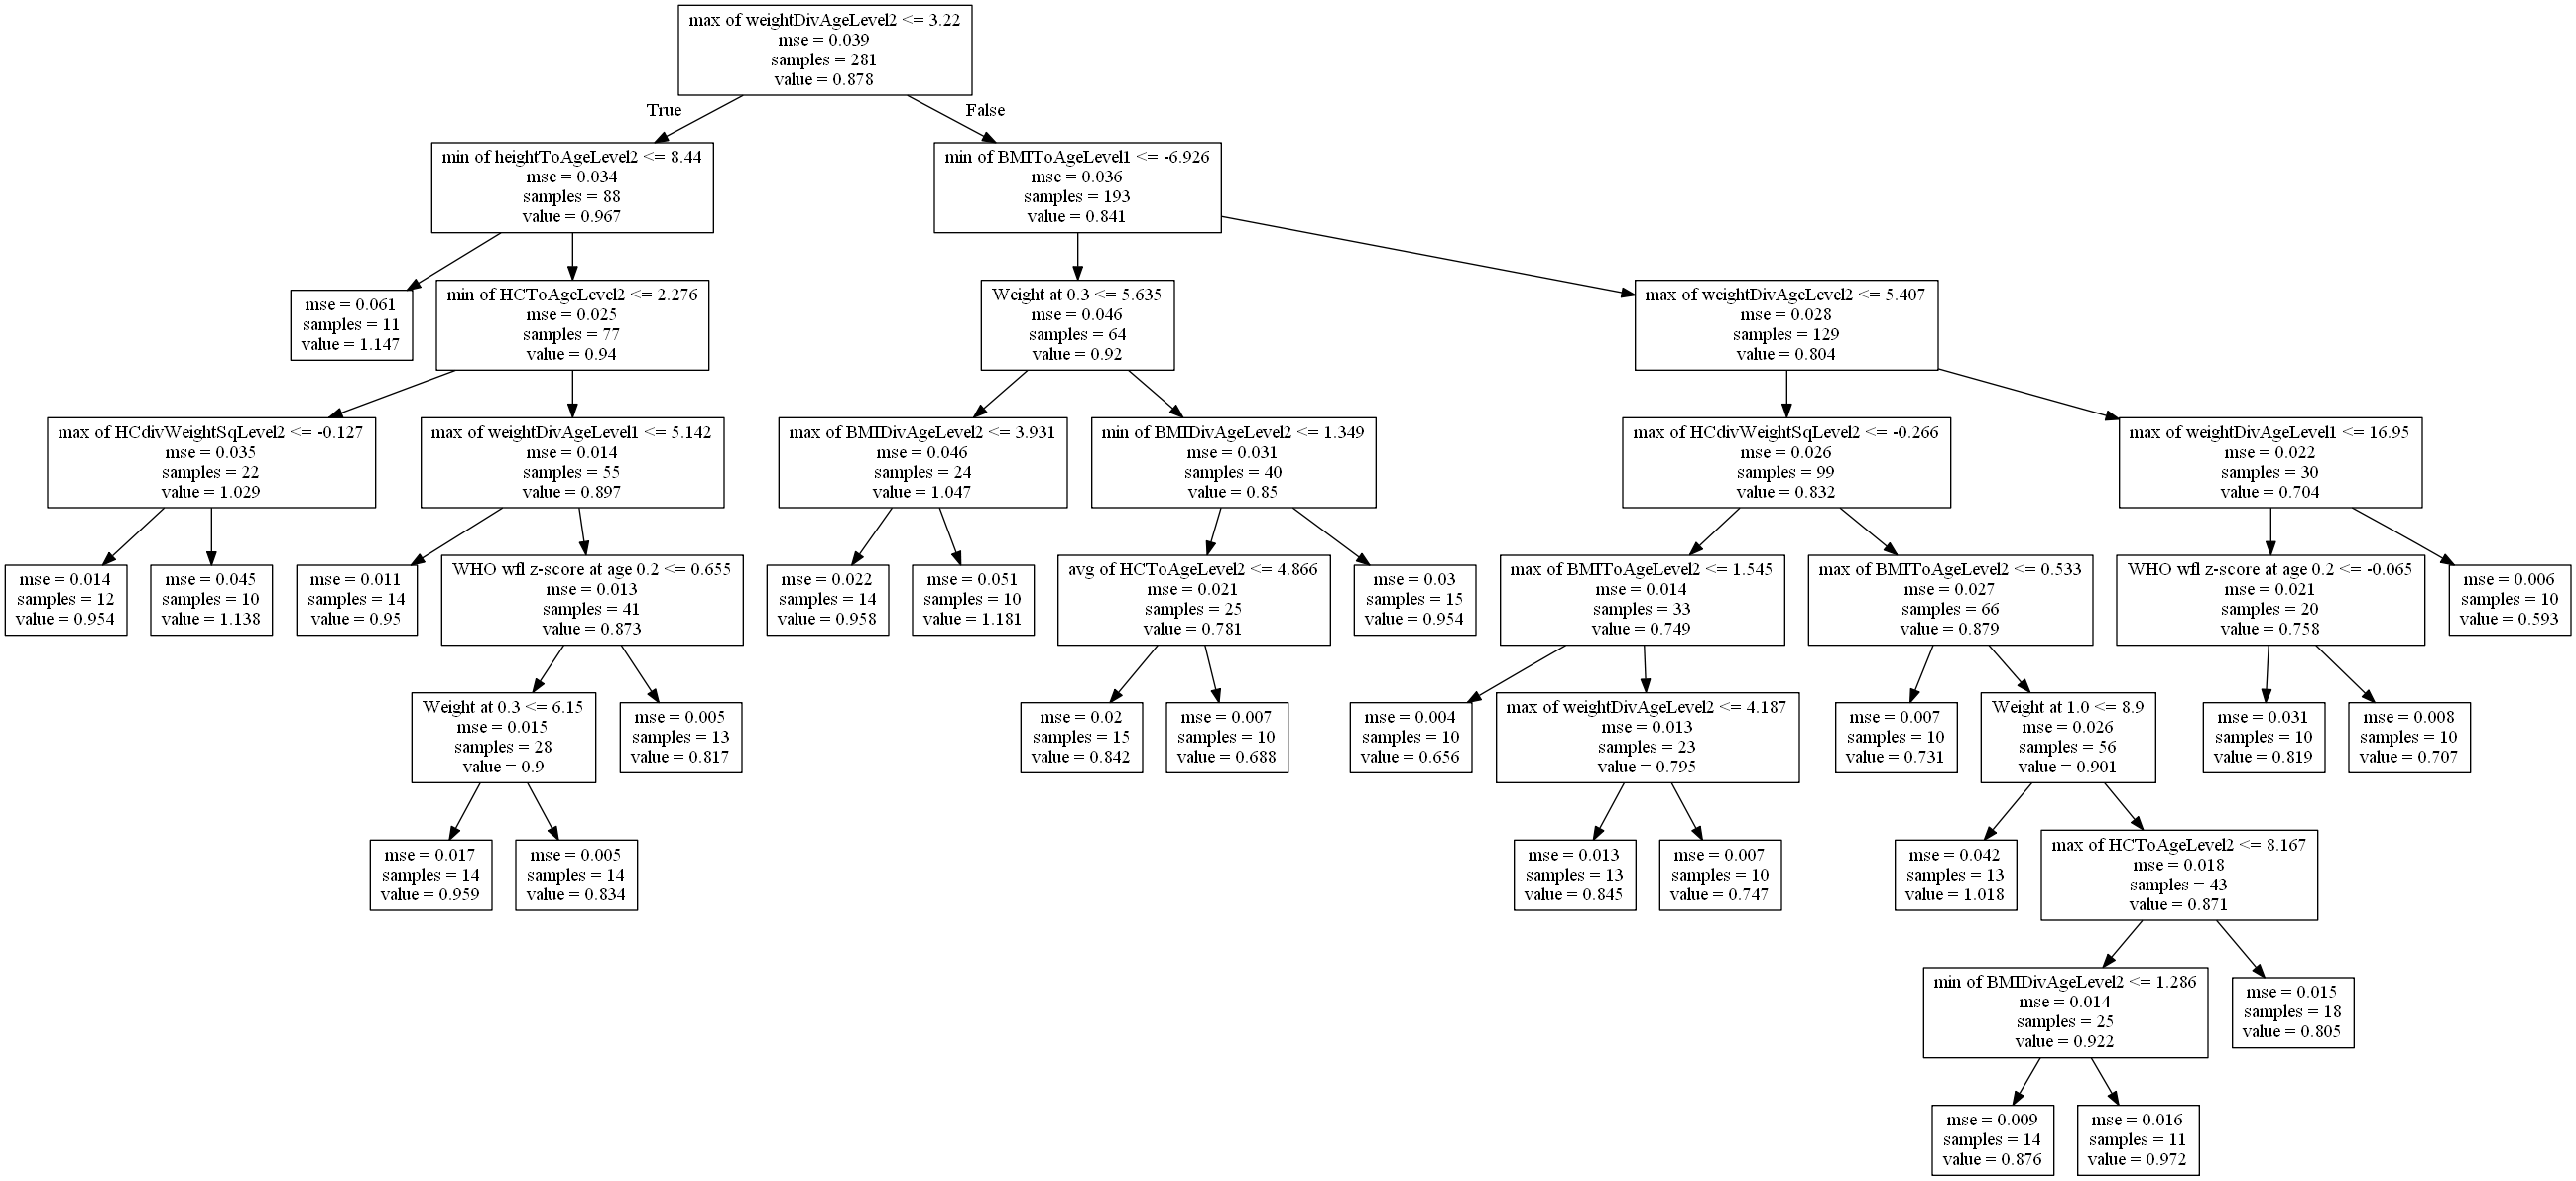 max of weightDivAgeLevel2 <= 3.22
mse = 0.039
samples = 281
value = 0.878
True
False
min of heightToAgeLevel2 <= 8.44
mse = 0.034
samples = 88
value = 0.967
min of BMIToAgeLevel1 <= -6.926
mse = 0.036
samples = 193
value = 0.841
mse = 0.061
samples = 11
value = 1.147
min of HCToAgeLevel2 <= 2.276
mse = 0.025
samples = 77
value = 0.94
Weight at 0.3 <= 5.635
mse = 0.046
samples = 64
value = 0.92
max of weightDivAgeLevel2 <= 5.407
mse = 0.028
samples = 129
value = 0.804
max of HCdivWeightSqLevel2 <= -0.127
mse = 0.035
samples = 22
value = 1.029
max of weightDivAgeLevel1 <= 5.142
mse = 0.014
samples = 55
value = 0.897
max of BMIDivAgeLevel2 <= 3.931
mse = 0.046
samples = 24
value = 1.047
min of BMIDivAgeLevel2 <= 1.349
mse = 0.031
samples = 40
value = 0.85
max of HCdivWeightSqLevel2 <= -0.266
mse = 0.026
samples = 99
value = 0.832
max of weightDivAgeLevel1 <= 16.95
mse = 0.022
samples = 30
value = 0.704
mse = 0.014
samples = 12
value = 0.954
mse = 0.045
samples = 10
value = 1.138
mse = 0.011
samples = 14
value = 0.95
WHO wfl z-score at age 0.2 <= 0.655
mse = 0.013
samples = 41
value = 0.873
mse = 0.022
samples = 14
value = 0.958
mse = 0.051
samples = 10
value = 1.181
avg of HCToAgeLevel2 <= 4.866
mse = 0.021
samples = 25
value = 0.781
mse = 0.03
samples = 15
value = 0.954
max of BMIToAgeLevel2 <= 1.545
mse = 0.014
samples = 33
value = 0.749
max of BMIToAgeLevel2 <= 0.533
mse = 0.027
samples = 66
value = 0.879
WHO wfl z-score at age 0.2 <= -0.065
mse = 0.021
samples = 20
value = 0.758
mse = 0.006
samples = 10
value = 0.593
Weight at 0.3 <= 6.15
mse = 0.015
samples = 28
value = 0.9
mse = 0.005
samples = 13
value = 0.817
mse = 0.02
samples = 15
value = 0.842
mse = 0.007
samples = 10
value = 0.688
mse = 0.004
samples = 10
value = 0.656
max of weightDivAgeLevel2 <= 4.187
mse = 0.013
samples = 23
value = 0.795
mse = 0.007
samples = 10
value = 0.731
Weight at 1.0 <= 8.9
mse = 0.026
samples = 56
value = 0.901
mse = 0.031
samples = 10
value = 0.819
mse = 0.008
samples = 10
value = 0.707
mse = 0.017
samples = 14
value = 0.959
mse = 0.005
samples = 14
value = 0.834
mse = 0.013
samples = 13
value = 0.845
mse = 0.007
samples = 10
value = 0.747
mse = 0.042
samples = 13
value = 1.018
max of HCToAgeLevel2 <= 8.167
mse = 0.018
samples = 43
value = 0.871
min of BMIDivAgeLevel2 <= 1.286
mse = 0.014
samples = 25
value = 0.922
mse = 0.015
samples = 18
value = 0.805
mse = 0.009
samples = 14
value = 0.876
mse = 0.016
samples = 11
value = 0.972